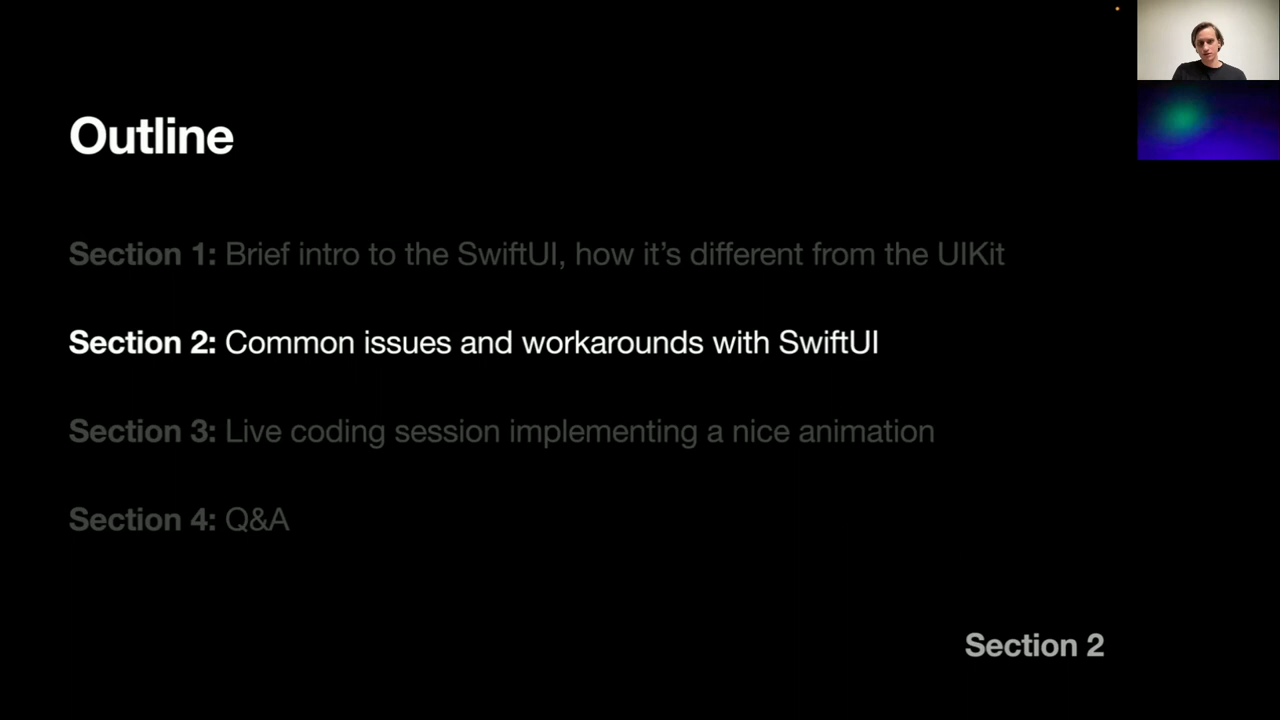 Outline
Section 1: Brief intro to the SwiftUI, how it’s different from the UIKit
Section 2: Common issues and workarounds with SwiftUI
Section 3: Live coding session implementing a nice animation
Section 4: Q&A
Section 2